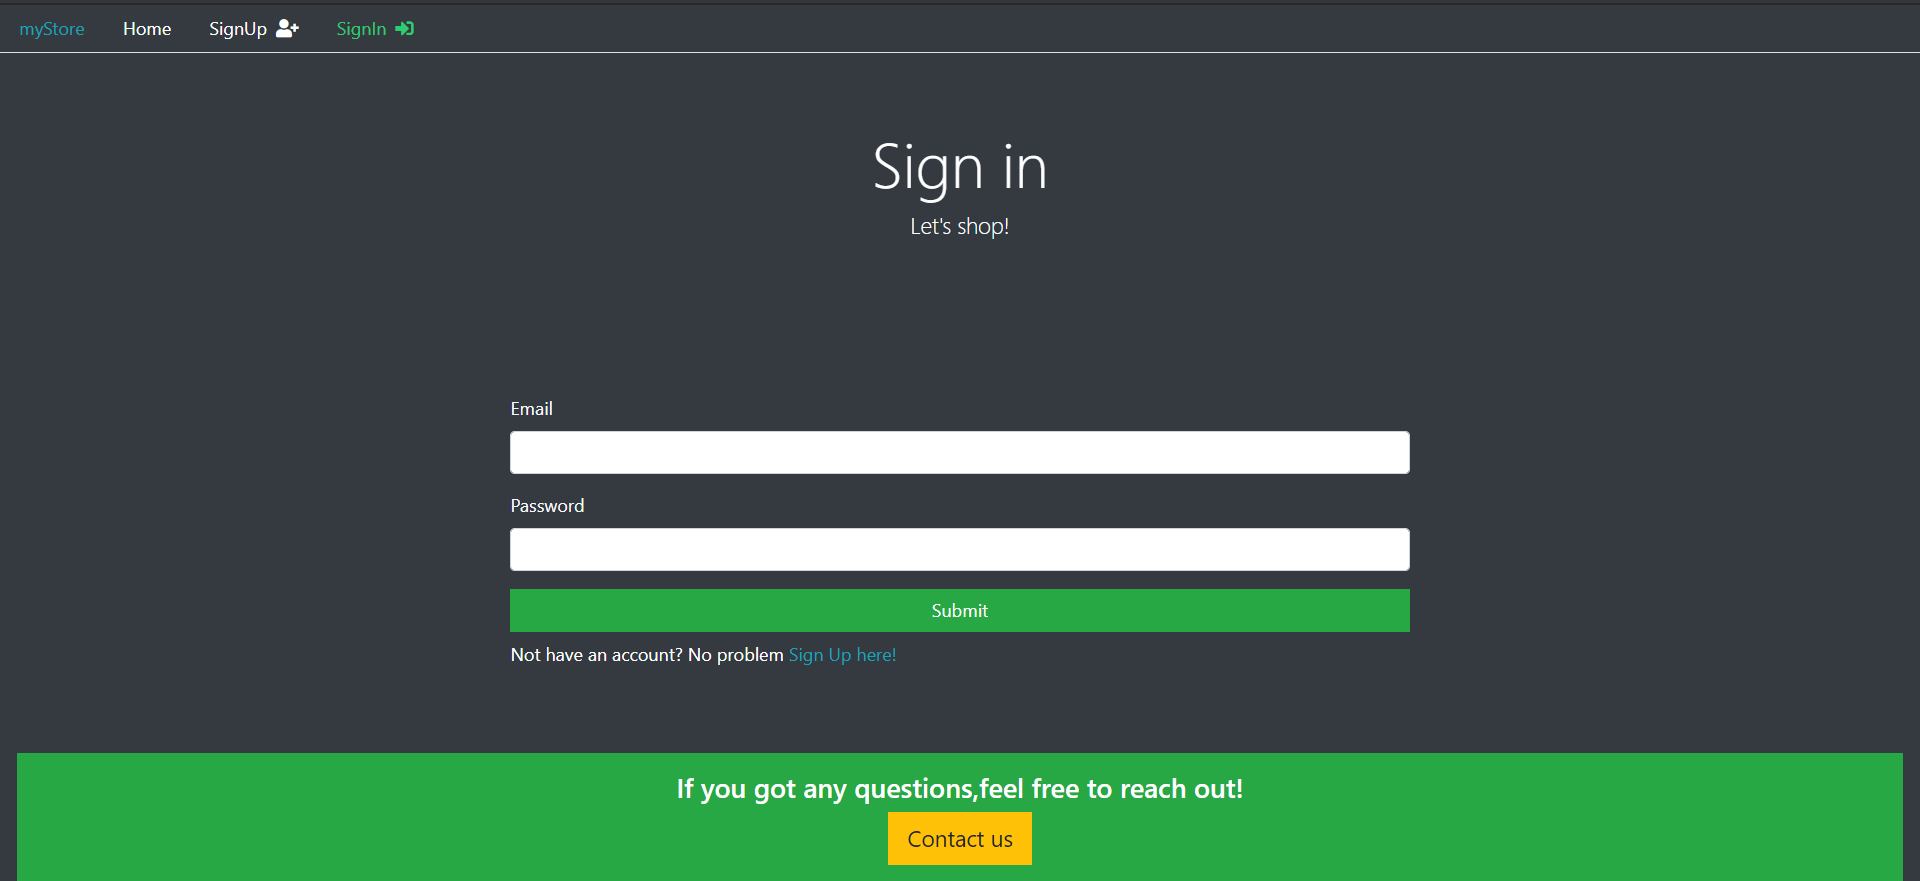 myStore Home SignUp SignIn
Sign in
Let's shop!
Email
Password
Submit
Not have an account? No problem Sign Up here!
If you got any questions,feel free to reach out!
Contact us